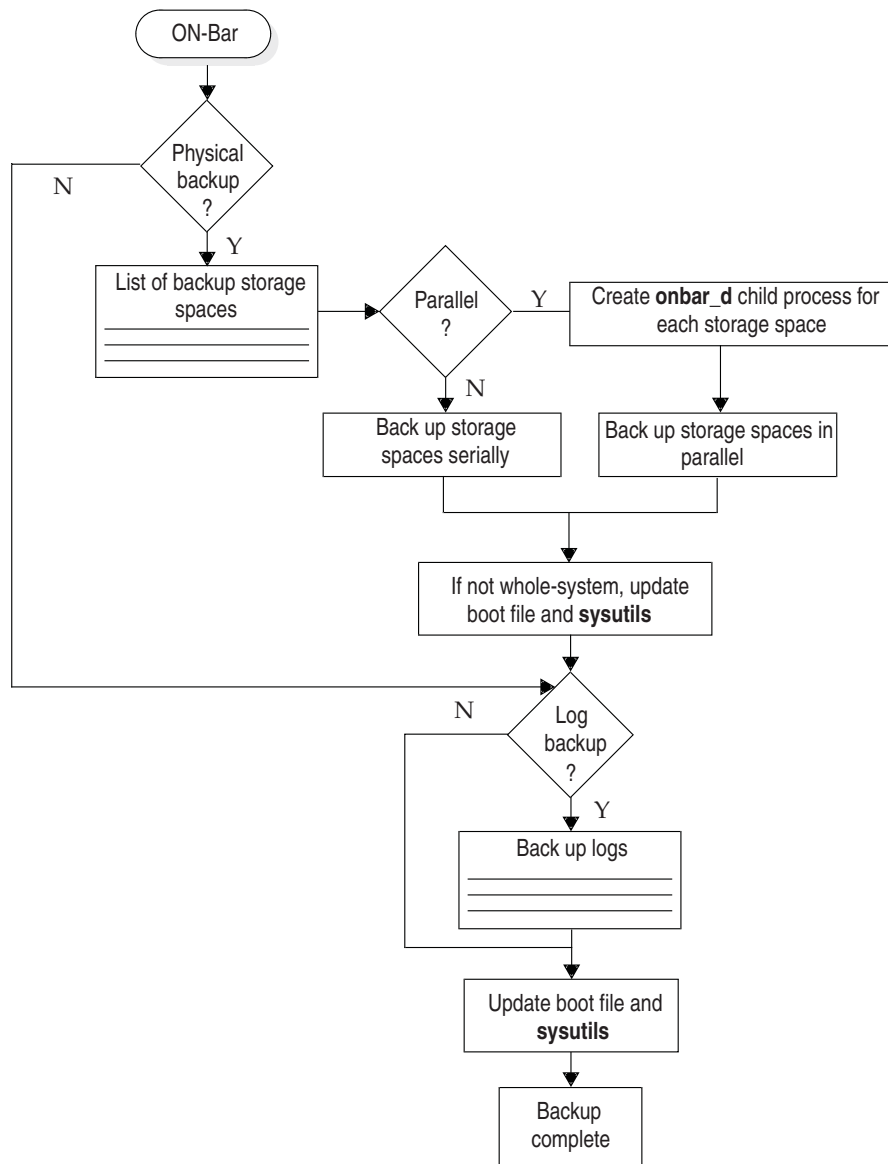 ON-Bar
Physical
backup
?
N
Y
List of backup storage
spaces
Parallel
?
Y
N
Create onbar_d child process for
each storage space
Back up storage
spaces serially
Back up storage spaces in
parallel
If not whole-system, update
boot file and sysutils
Log
backup
?
N
Y
Back up logs
Update boot file and
sysutils
Backup
complete